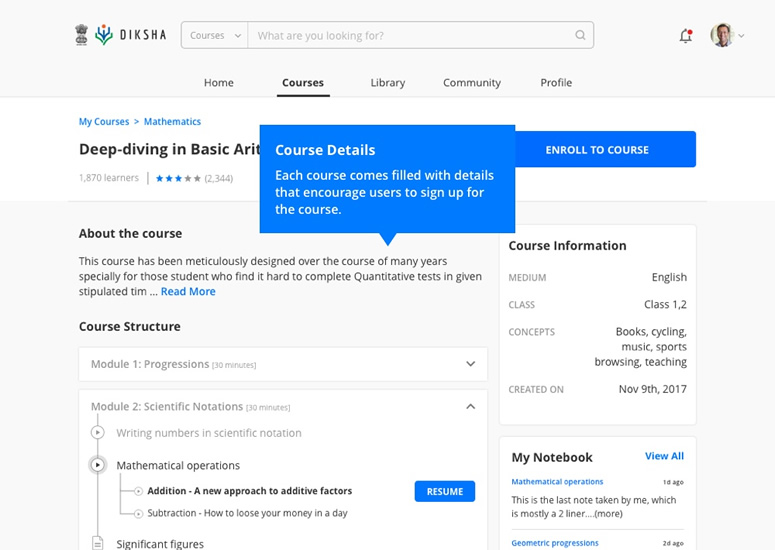 DIKSHA
Courses
What are you looking for?
Home
Courses
Library
Community
Profile
My Courses > Mathematics
Deep-diving in Basic Arit
1,870 learners
(2,344)
ENROLL TO COURSE
Course Details
Each course comes filled with details
that encourage users to sign up for
the course.
About the course
This course has been meticulously designed over the course of many years
specially for those student who find it hard to complete Quantitative tests in given
stipulated tim ... Read More
Course Structure
Module 1: Progressions [30 minutes]
Module 2: Scientific Notations [30 minutes]
Writing numbers in scientific notation
Mathematical operations
Addition - A new approach to additive factors
RESUME
Subtraction - How to loose your money in a day
Significant figures
Course Information
MEDIUM English
CLASS Class 1,2
CONCEPTS Books, cycling,
music, sports
browsing, teaching
CREATED ON Nov 9th, 2017
My Notebook View All
Mathematical operations 1d ago
This is the last note taken by me, which
is mostly a 2 liner....(more)
Geometric progressions 2d ago